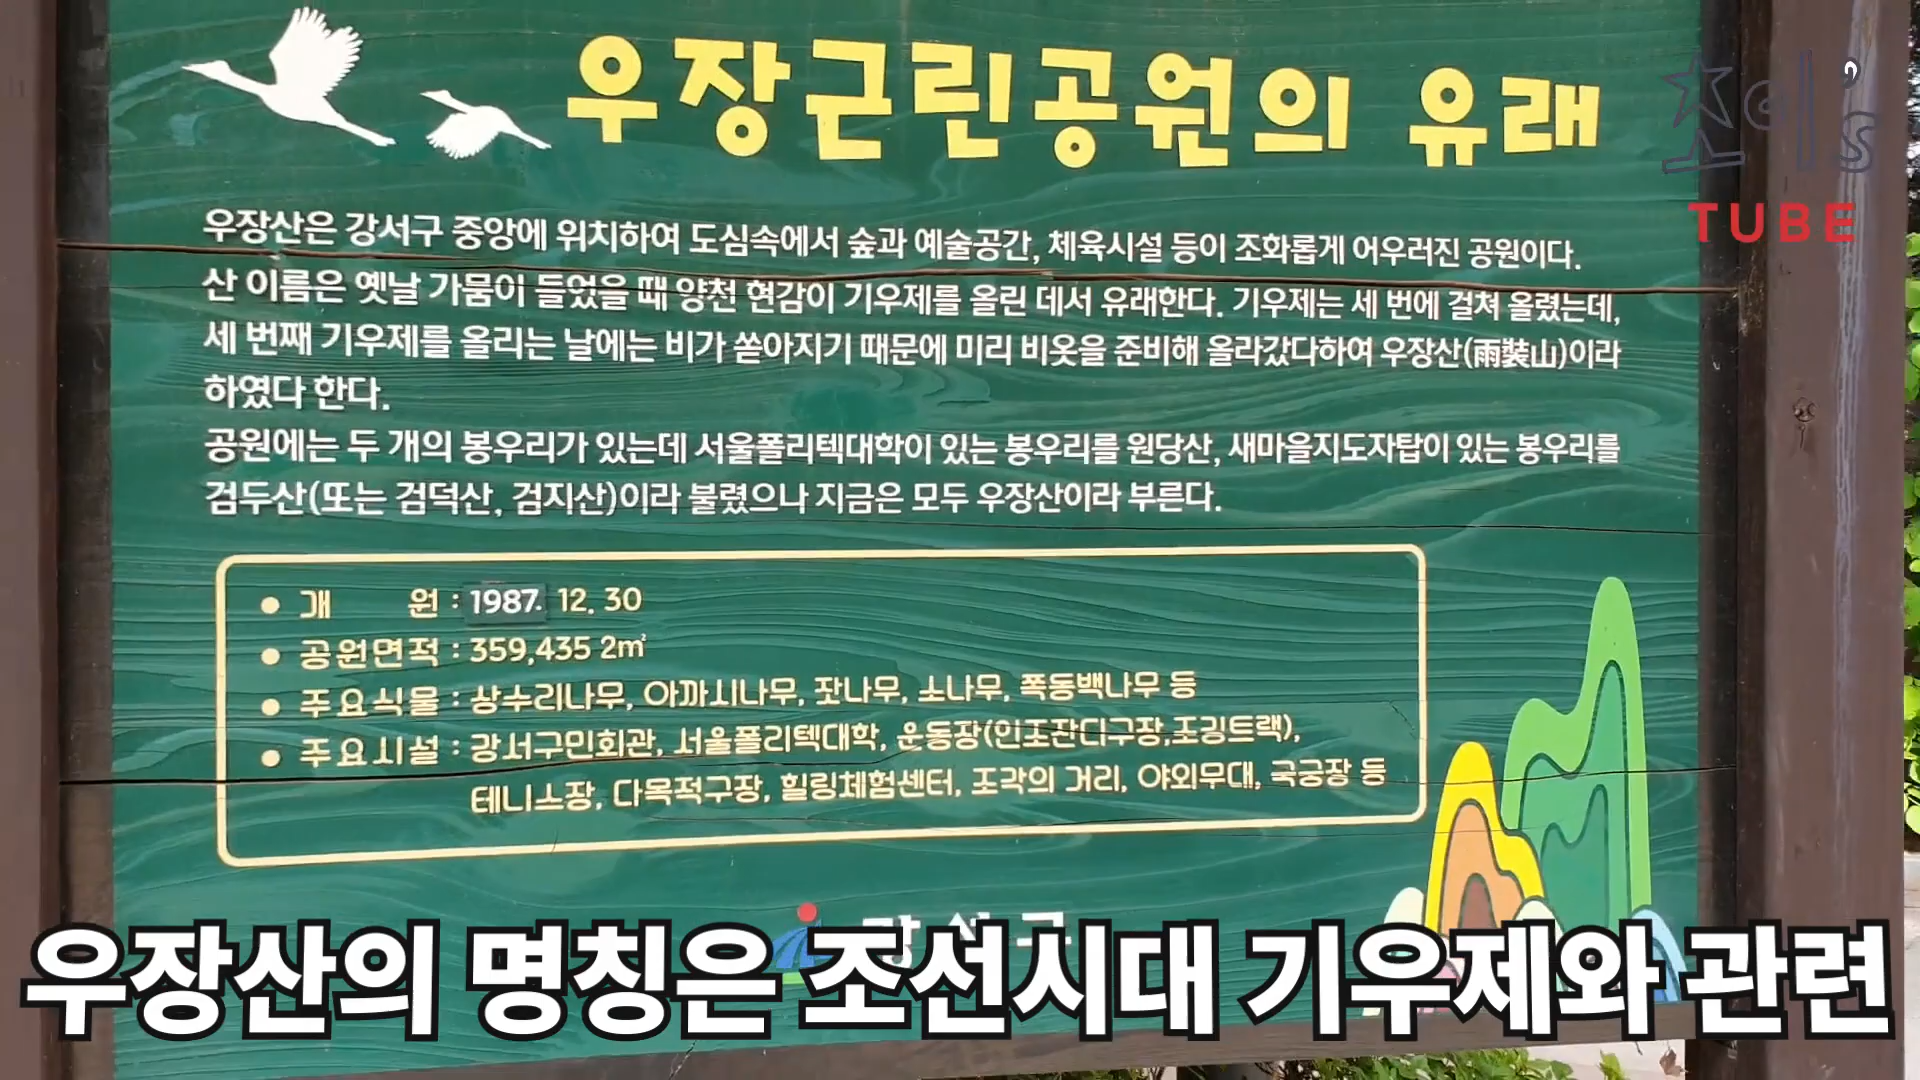 우장근린공원의 유래
TUBE
우장산은 강서구 중앙에 위치하여 도심속에서 숲과 예술공간, 체육시설 등이 조화롭게 어우러진 공원이다.
산 이름은 옛날 가뭄이 들었을 때 양천 현감이 기우제를 올린 데서 유래한다. 기우제는 세 번에 걸쳐 올렸는데,
세 번째 기우제를 올리는 날에는 비가 쏟아지기 때문에 미리 비옷을 준비해 올라갔다하여 우장산(雨裝山)이라
하였다 한다.
공원에는 두 개의 봉우리가 있는데 서울폴리텍대학이 있는 봉우리를 원당산, 새마을지도자탑이 있는 봉우리를
검두산(또는 검덕산, 검지산)이라 불렸으나 지금은 모두 우장산이라 부른다.
● 개 원 : 1987. 12. 30
● 공원면적 : 359,435 2㎡
● 주요식물 : 상수리나무, 아까시나무, 잣나무, 소나무, 쪽동백나무 등
● 주요시설 : 강서구민회관, 서울폴리텍대학, 운동장(인조잔디구장,조깅트랙),
테니스장, 다목적구장, 힐링체험센터, 조각의 거리, 야외무대, 국궁장 등
우장산의 명칭은 조선시대 기우제와 관련